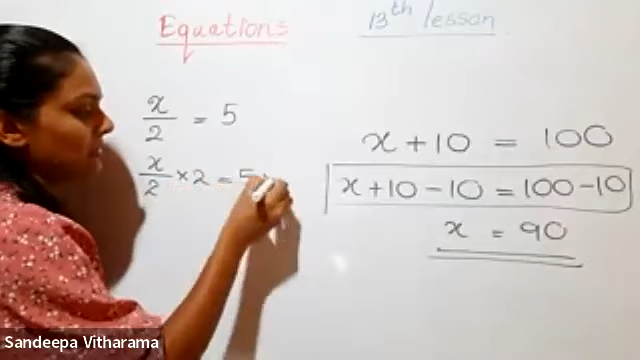 Equations
13th lesson
x/2 = 5
x/2 × 2 = 5
x + 10 = 100
x + 10 - 10 = 100 - 10
x = 90
Sandeepa Vitharama